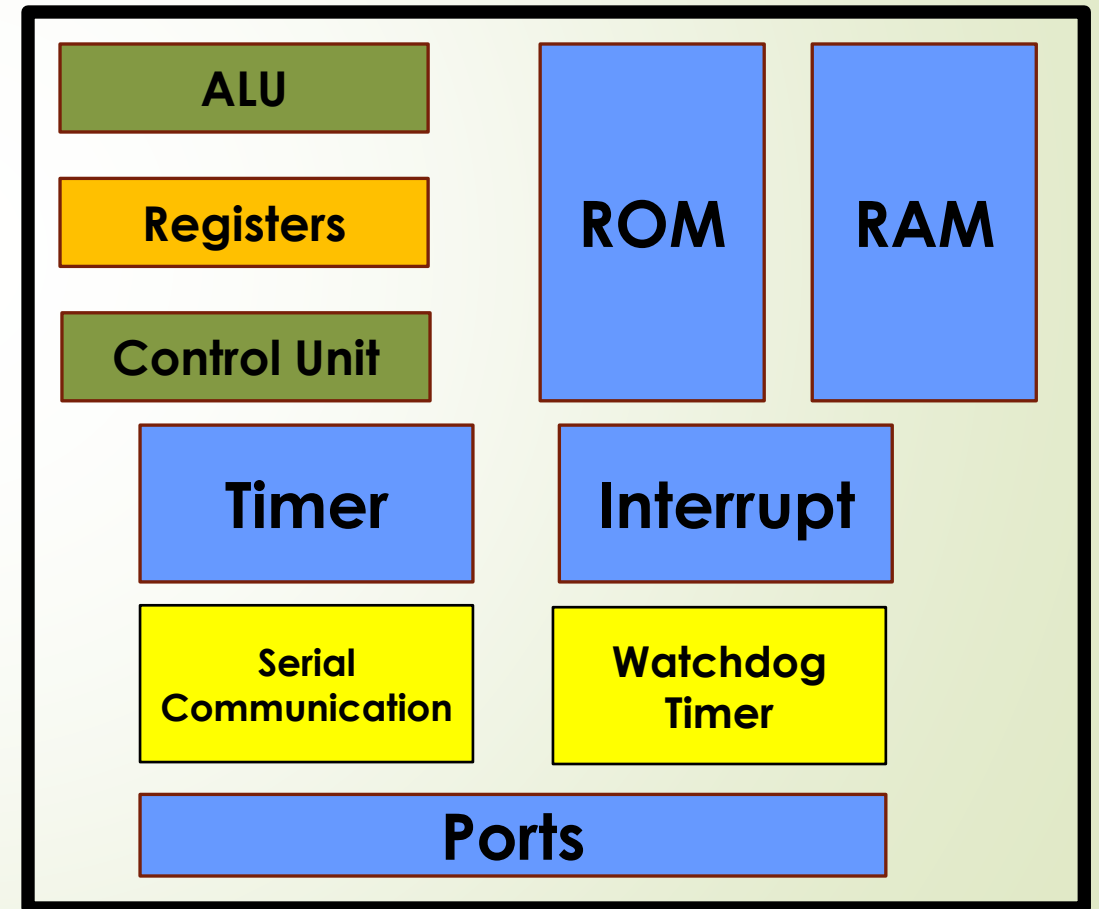 ALU
Registers
Control Unit
ROM
RAM
Timer
Interrupt
Serial
Communication
Watchdog
Timer
Ports